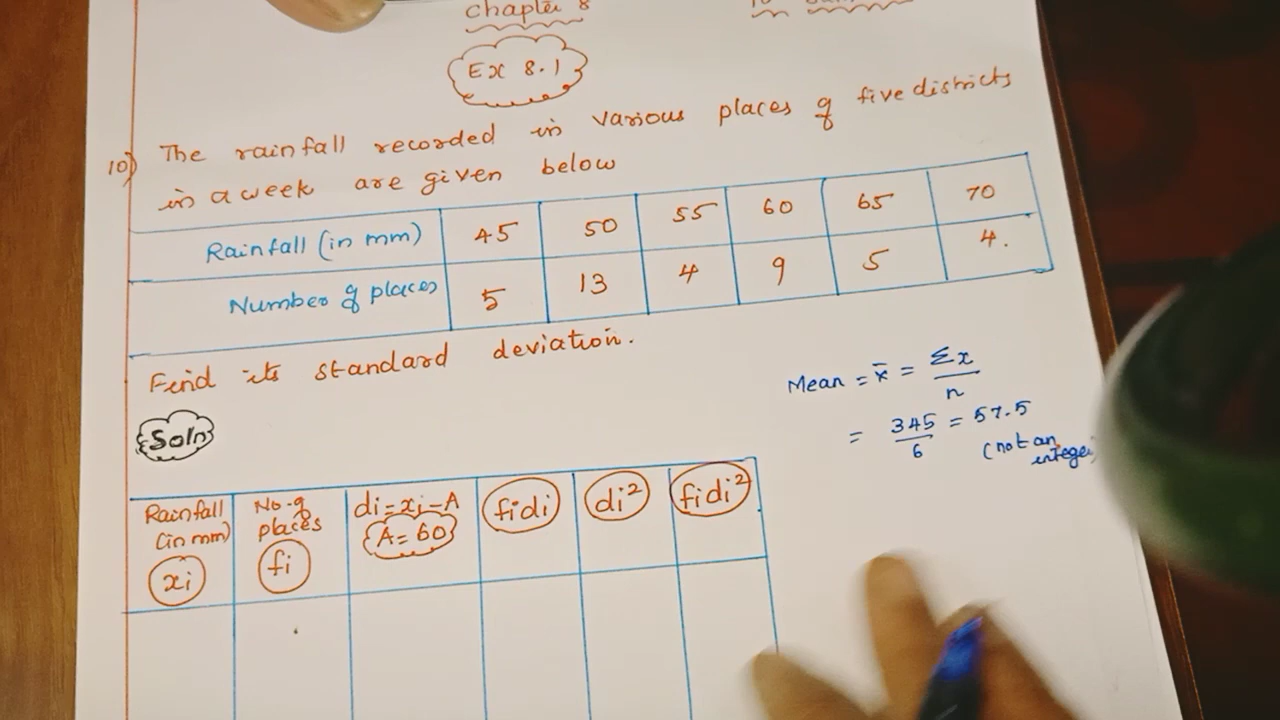 Chapter 8
Ex 8.1
10) The rainfall recorded in various places of five districts
in a week are given below
Rainfall (in mm) 45 50 55 60 65 70
Number of places 5 13 4 9 5 4.
Find its standard deviation.
Soln
Mean = x̄ = Σx / n
= 345 / 6 = 57.5
(not an
integer)
Rainfall (in mm) xi
No. of places fi
di = xi - A
A = 60
fidi
di²
fidi²